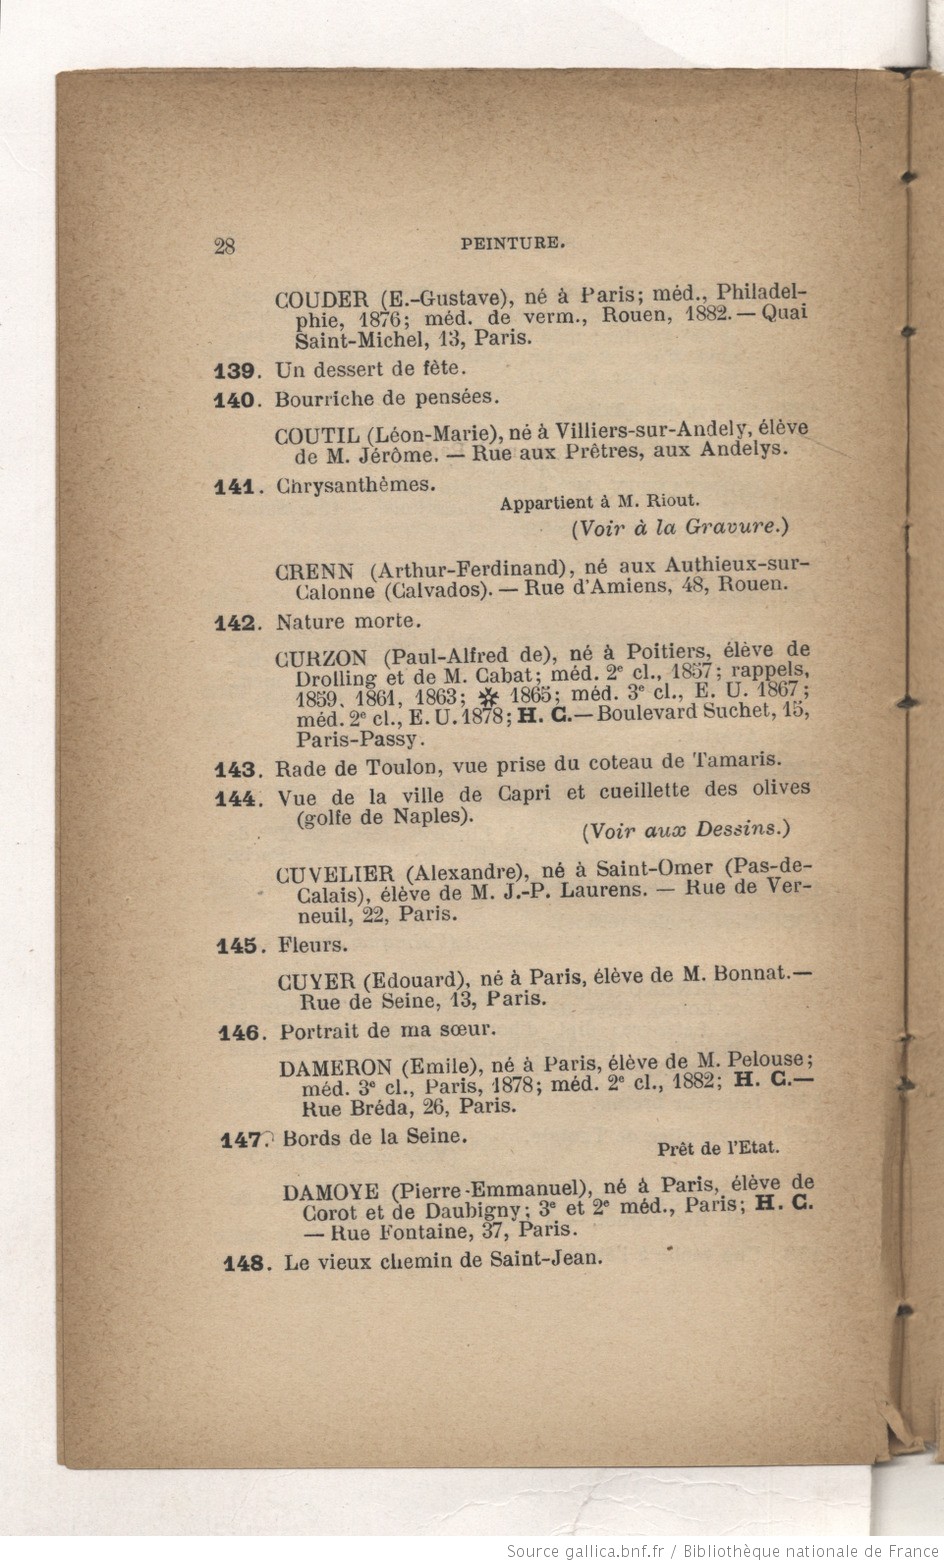 28
PEINTURE.
COUDER (E.-Gustave), né à Paris; méd., Philadel-
phie, 1876; méd. de verm., Rouen, 1882. — Quai
Saint-Michel, 13, Paris.
139. Un dessert de fête.
140. Bourriche de pensées.
COUTIL (Léon-Marie), né à Villiers-sur-Andely, élève
de M. Jérôme. — Rue aux Prêtres, aux Andelys.
141. Chrysanthèmes.
Appartient à M. Riout.
(Voir à la Gravure.)
CRENN (Arthur-Ferdinand), né aux Authieux-sur-
Calonne (Calvados). — Rue d'Amiens, 48, Rouen.
142. Nature morte.
CURZON (Paul-Alfred de), né à Poitiers, élève de
Drolling et de M. Cabat; méd. 2e cl., 1857; rappels,
1859, 1861, 1863; ✻ 1865; méd. 3e cl., E. U. 1867;
méd. 2e cl., E. U. 1878; H. C. — Boulevard Suchet, 15,
Paris-Passy.
143. Rade de Toulon, vue prise du coteau de Tamaris.
144. Vue de la ville de Capri et cueillette des olives
(golfe de Naples).
(Voir aux Dessins.)
CUVELIER (Alexandre), né à Saint-Omer (Pas-de-
Calais), élève de M. J.-P. Laurens. — Rue de Ver-
neuil, 22, Paris.
145. Fleurs.
CUYER (Edouard), né à Paris, élève de M. Bonnat. —
Rue de Seine, 13, Paris.
146. Portrait de ma sœur.
DAMERON (Emile), né à Paris, élève de M. Pelouse;
méd. 3e cl., Paris, 1878; méd. 2e cl., 1882; H. C. —
Rue Bréda, 26, Paris.
147. Bords de la Seine.
Prêt de l'Etat.
DAMOYE (Pierre-Emmanuel), né à Paris, élève de
Corot et de Daubigny; 3e et 2e méd., Paris; H. C.
— Rue Fontaine, 37, Paris.
148. Le vieux chemin de Saint-Jean.
Source gallica.bnf.fr / Bibliothèque nationale de France